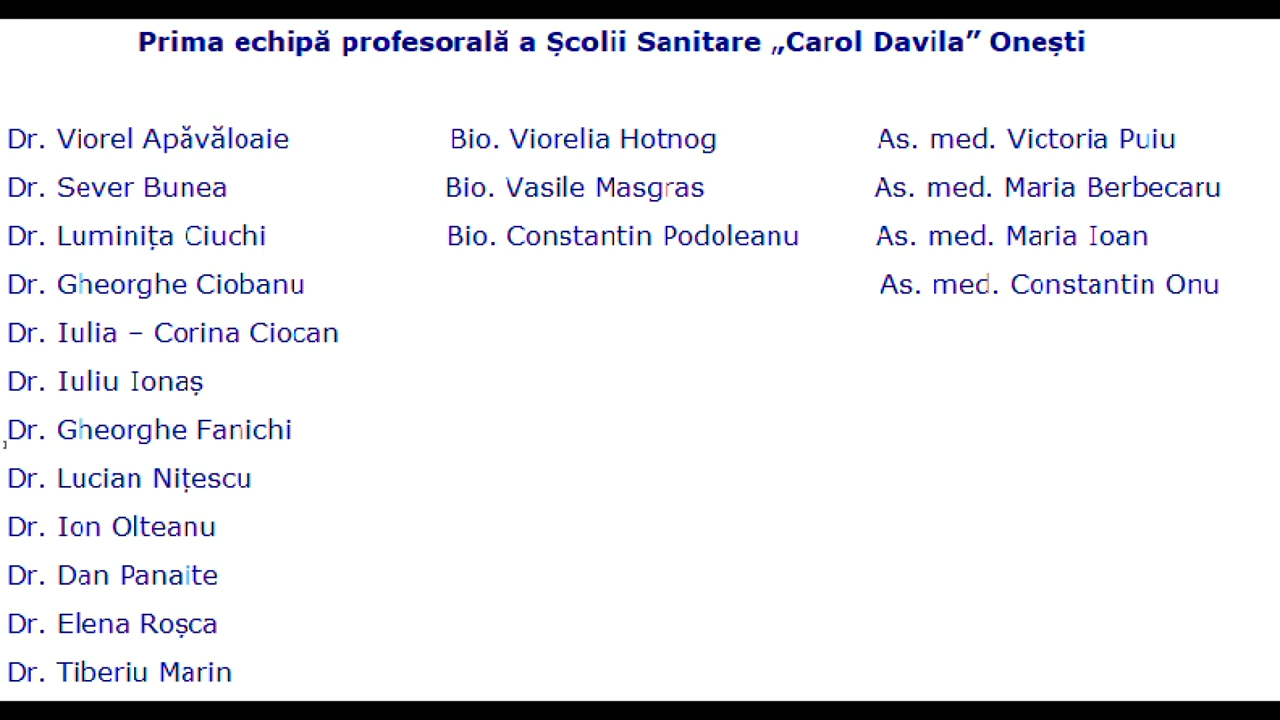 Prima echipă profesorală a Școlii Sanitare „Carol Davila” Onești
Dr. Viorel Apăvăloaie
Dr. Sever Bunea
Dr. Luminița Ciuchi
Dr. Gheorghe Ciobanu
Dr. Iulia – Corina Ciocan
Dr. Iuliu Ionaș
Dr. Gheorghe Fanichi
Dr. Lucian Nițescu
Dr. Ion Olteanu
Dr. Dan Panaite
Dr. Elena Roșca
Dr. Tiberiu Marin
Bio. Viorelia Hotnog
Bio. Vasile Masgras
Bio. Constantin Podoleanu
As. med. Victoria Puiu
As. med. Maria Berbecaru
As. med. Maria Ioan
As. med. Constantin Onu